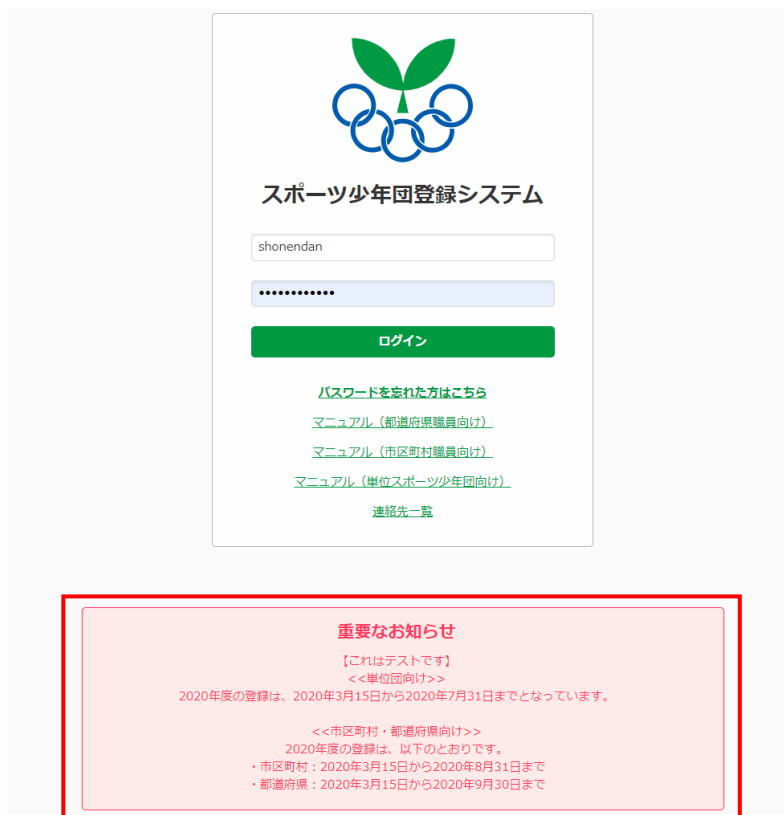 スポーツ少年団登録システム
shonendan
••••••••••••
ログイン
パスワードを忘れた方はこちら
マニュアル（都道府県職員向け）
マニュアル（市区町村職員向け）
マニュアル（単位スポーツ少年団向け）
連絡先一覧
重要なお知らせ
【これはテストです】
<<単位団向け>>
2020年度の登録は、2020年3月15日から2020年7月31日までとなっています。
<<市区町村・都道府県向け>>
2020年度の登録は、以下のとおりです。
・市区町村：2020年3月15日から2020年8月31日まで
・都道府県：2020年3月15日から2020年9月30日まで